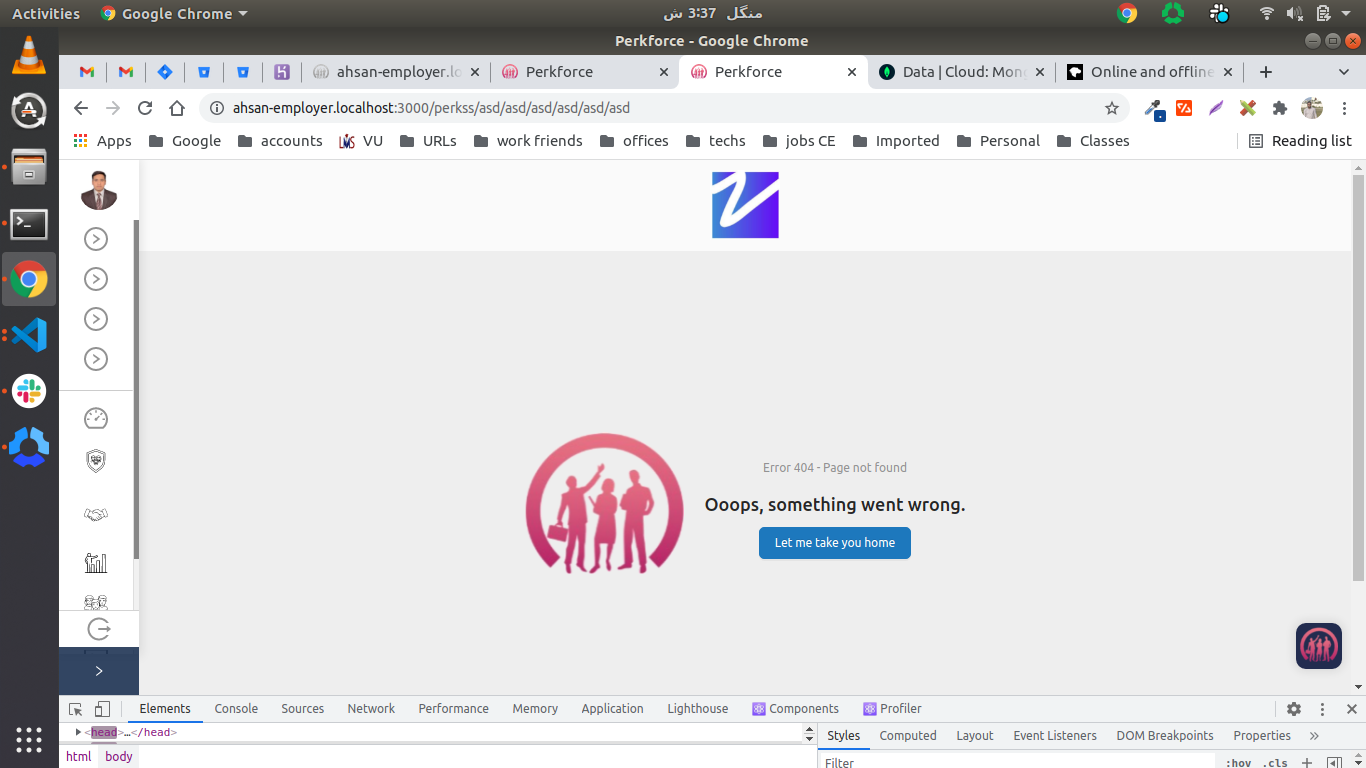 Activities
Google Chrome
منگل 3:37 ش
Perkforce - Google Chrome
ahsan-employer.lo
Perkforce
Perkforce
Data | Cloud: Mon
Online and offline
ahsan-employer.localhost:3000/perkss/asd/asd/asd/asd/asd/asd
Apps
Google
accounts
VU
URLs
work friends
offices
techs
jobs CE
Imported
Personal
Classes
Reading list
Error 404 - Page not found
Ooops, something went wrong.
Let me take you home
Elements
Console
Sources
Network
Performance
Memory
Application
Lighthouse
Components
Profiler
<head>…</head>
Styles
Computed
Layout
Event Listeners
DOM Breakpoints
Properties
html
body
Filter
:hov
.cls